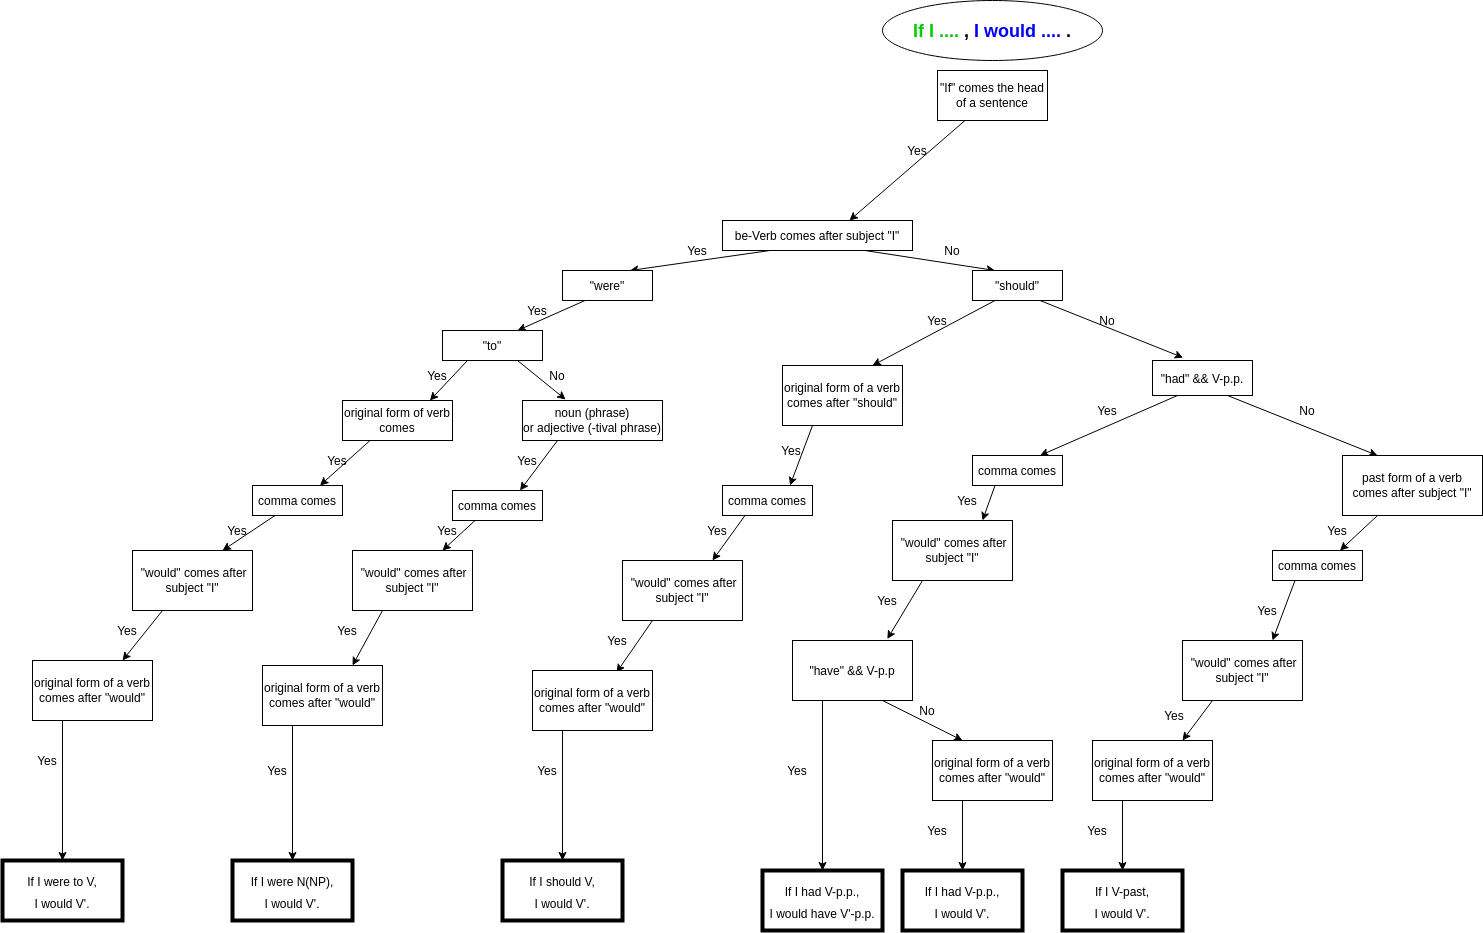 If I .... , I would .... .
"If" comes the head
of a sentence
Yes
be-Verb comes after subject "I"
Yes
No
"were"
"should"
Yes
Yes
No
"to"
Yes
No
original form of a verb
comes after "should"
"had" && V-p.p.
original form of verb
comes
noun (phrase)
or adjective (-tival phrase)
Yes
No
Yes
Yes
Yes
comma comes
past form of a verb
comes after subject "I"
comma comes
comma comes
comma comes
Yes
Yes
Yes
Yes
Yes
"would" comes after
subject "I"
"would" comes after
subject "I"
"would" comes after
subject "I"
"would" comes after
subject "I"
comma comes
Yes
Yes
Yes
Yes
Yes
original form of a verb
comes after "would"
original form of a verb
comes after "would"
original form of a verb
comes after "would"
"have" && V-p.p
"would" comes after
subject "I"
No
Yes
Yes
Yes
Yes
Yes
original form of a verb
comes after "would"
original form of a verb
comes after "would"
Yes
Yes
If I were to V,
I would V'.
If I were N(NP),
I would V'.
If I should V,
I would V'.
If I had V-p.p.,
I would have V'-p.p.
If I had V-p.p.,
I would V'.
If I V-past,
I would V'.